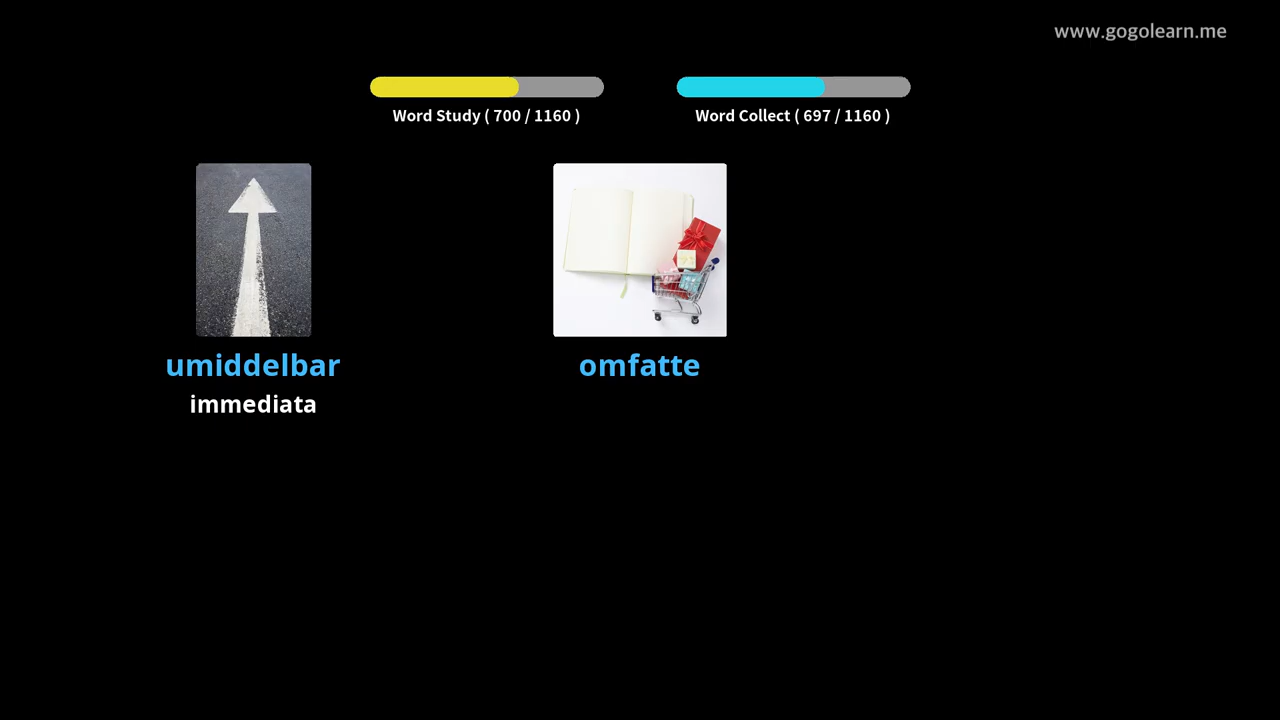 www.gogolearn.me
Word Study ( 700 / 1160 )
Word Collect ( 697 / 1160 )
umiddelbar
immediata
omfatte